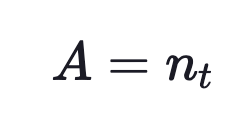 A = n_t